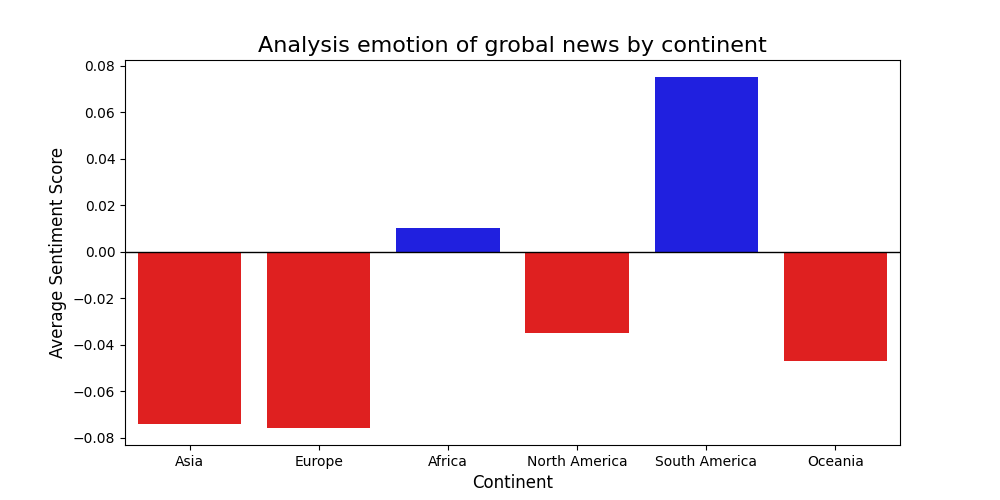 Analysis emotion of grobal news by continent
Average Sentiment Score
0.08
0.06
0.04
0.02
0.00
−0.02
−0.04
−0.06
−0.08
Asia Europe Africa North America South America Oceania
Continent